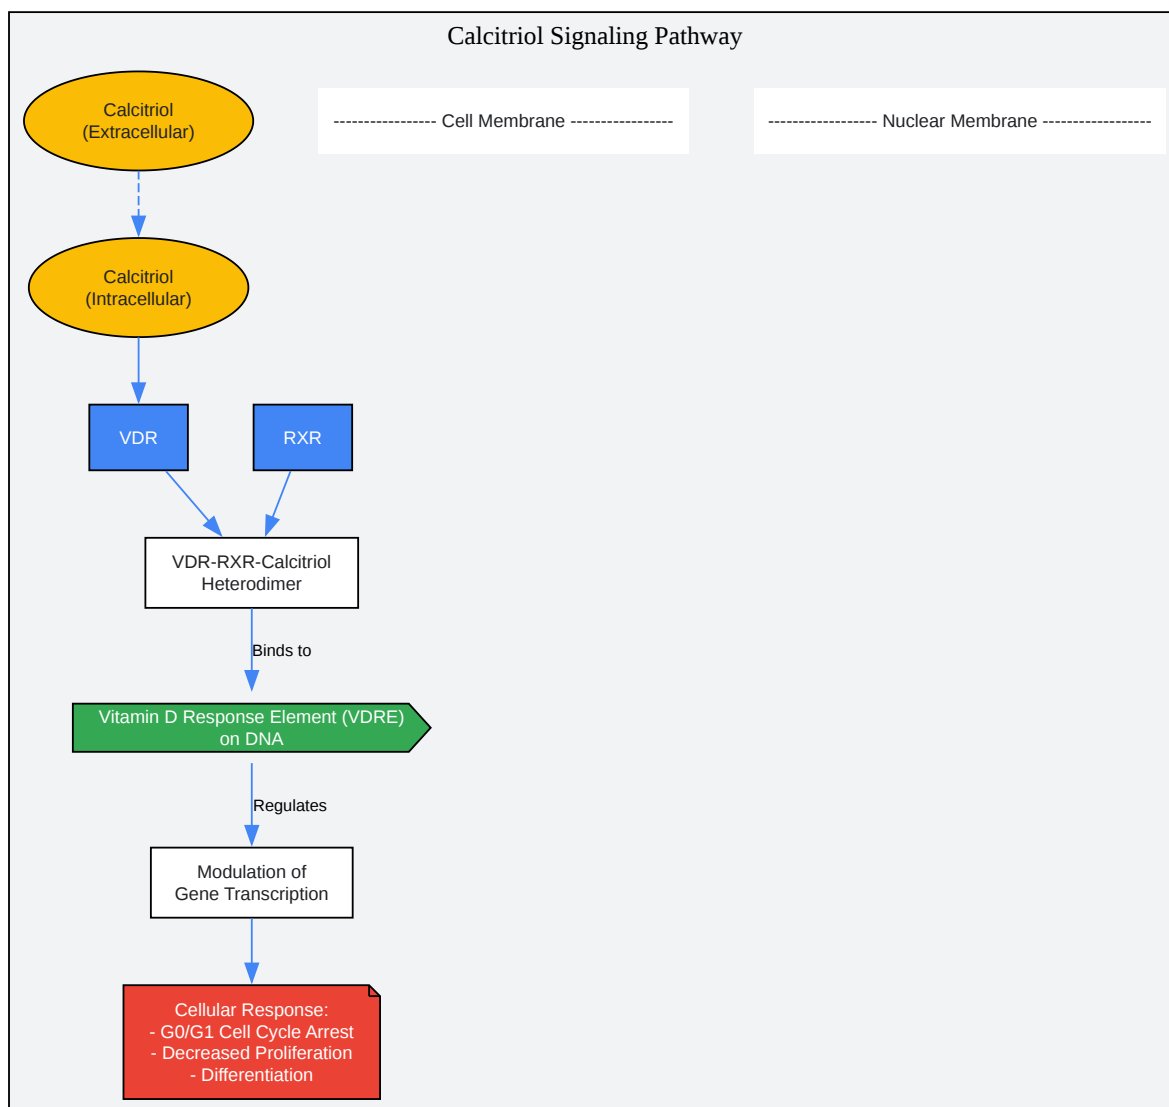 Calcitriol Signaling Pathway
Calcitriol
(Extracellular)
----------------- Cell Membrane -----------------
------------------ Nuclear Membrane ------------------
Calcitriol
(Intracellular)
VDR
RXR
VDR-RXR-Calcitriol
Heterodimer
Binds to
Vitamin D Response Element (VDRE)
on DNA
Regulates
Modulation of
Gene Transcription
Cellular Response:
- G0/G1 Cell Cycle Arrest
- Decreased Proliferation
- Differentiation